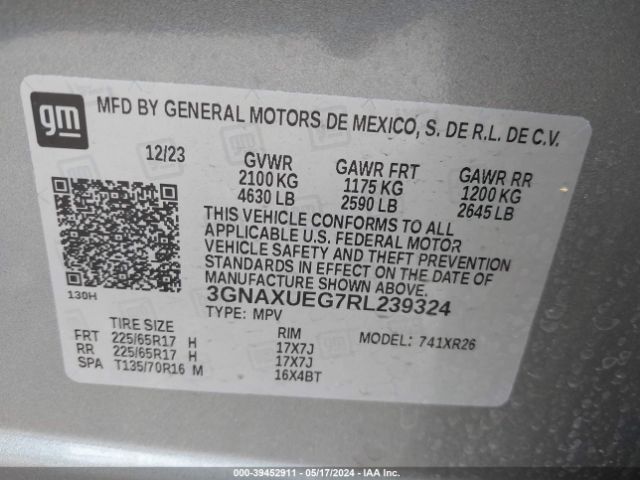 gm
MFD BY GENERAL MOTORS DE MEXICO, S. DE R.L. DE C.V.
12/23 GVWR GAWR FRT GAWR RR
2100 KG 1175 KG 1200 KG
4630 LB 2590 LB 2645 LB
THIS VEHICLE CONFORMS TO ALL
APPLICABLE U.S. FEDERAL MOTOR
VEHICLE SAFETY AND THEFT PREVENTION
STANDARDS IN EFFECT ON THE DATE OF
MANUFACTURE SHOWN ABOVE.
130H 3GNAXUEG7RL239324
TYPE: MPV MODEL: 741XR26
TIRE SIZE RIM
FRT 225/65R17 H 17X7J
RR 225/65R17 H 17X7J
SPA T135/70R16 M 16X4BT
000-39452911 - 05/17/2024 - IAA Inc.